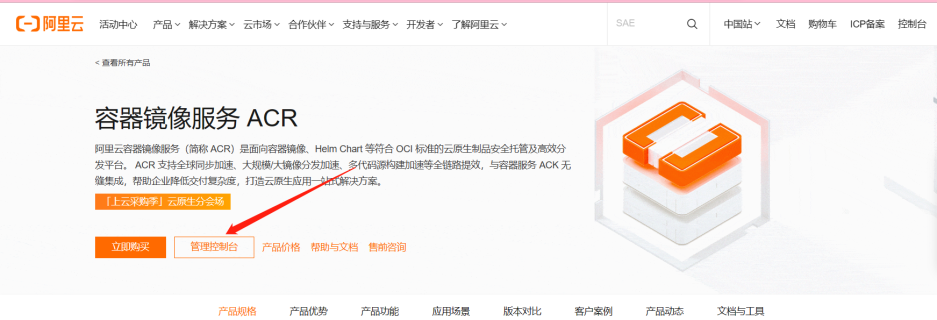 阿里云 活动中心 产品 解决方案 云市场 合作伙伴 支持与服务 开发者 了解阿里云 SAE 中国站 文档 购物车 ICP备案 控制台
< 查看所有产品
容器镜像服务 ACR
阿里云容器镜像服务（简称 ACR）是面向容器镜像、Helm Chart 等符合 OCI 标准的云原生制品安全托管及高效分
发平台。 ACR 支持全球同步加速、大规模/大镜像分发加速、多代码源构建加速等全链路提效，与容器服务 ACK 无
缝集成，帮助企业降低交付复杂度，打造云原生应用一站式解决方案。
「上云采购季」云原生分会场
立即购买 管理控制台 产品价格 帮助与文档 售前咨询
产品规格 产品优势 产品功能 应用场景 版本对比 客户案例 产品动态 文档与工具